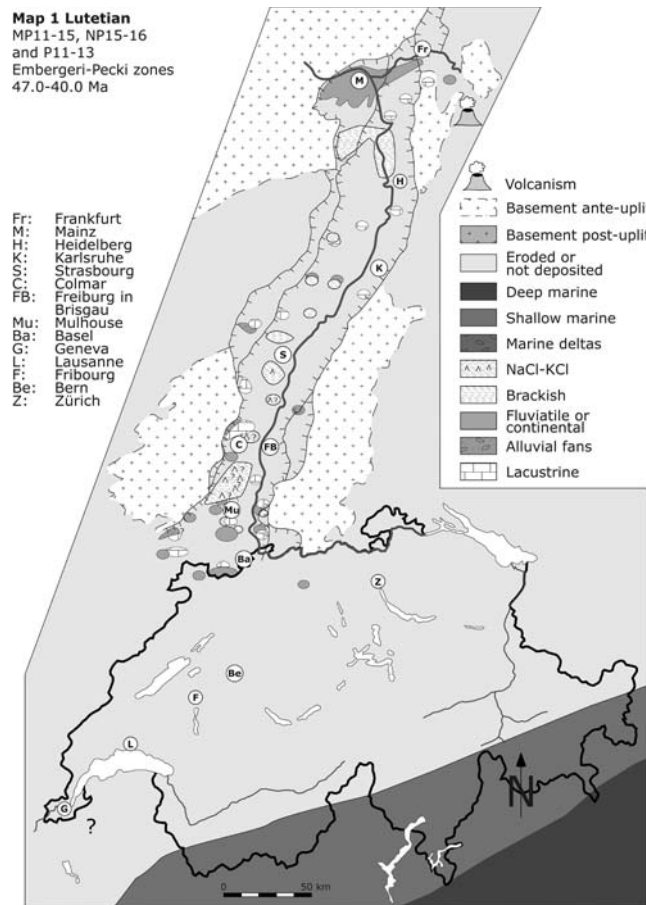 Map 1 Lutetian
MP11-15, NP15-16
and P11-13
Embergeri-Pecki zones
47.0-40.0 Ma
Fr: Frankfurt
M: Mainz
H: Heidelberg
K: Karlsruhe
S: Strasbourg
C: Colmar
FB: Freiburg in
Brisgau
Mu: Mulhouse
Ba: Basel
G: Geneva
L: Lausanne
F: Fribourg
Be: Bern
Z: Zürich
Volcanism
Basement ante-uplif
Basement post-uplif
Eroded or
not deposited
Deep marine
Shallow marine
Marine deltas
NaCl-KCl
Brackish
Fluviatile or
continental
Alluvial fans
Lacustrine
Fr
M
H
K
S
C
FB
Mu
Ba
Z
Be
F
L
G
?
N
0 50 km